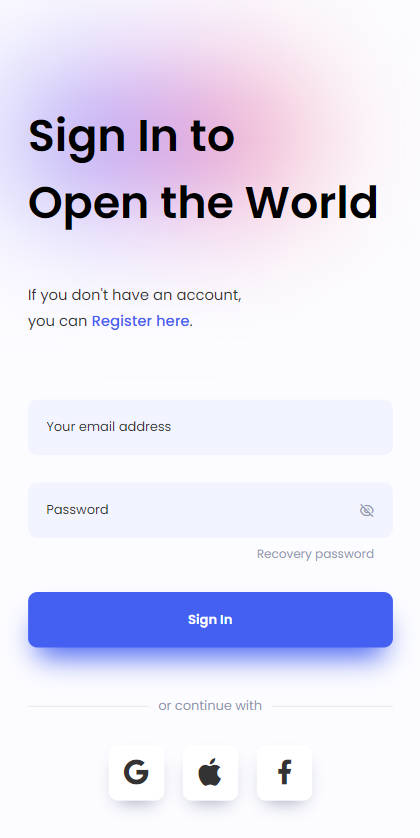 Sign In to
Open the World
If you don't have an account,
you can Register here.
Your email address
Password
Recovery password
Sign In
or continue with